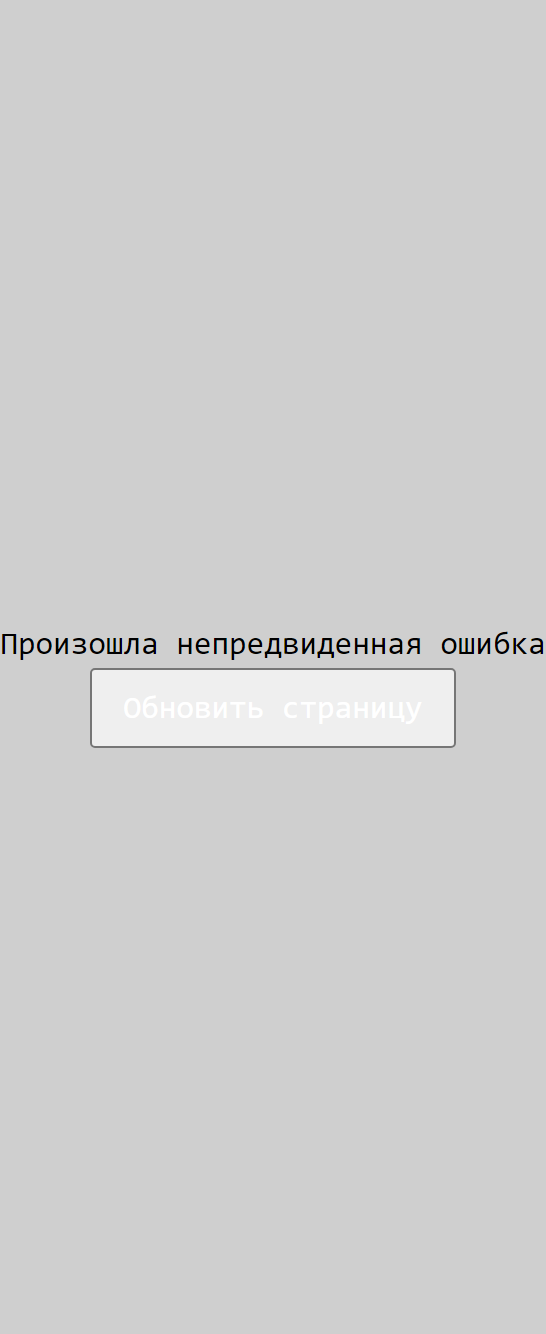 Произошла непредвиденная ошибка
Обновить страницу